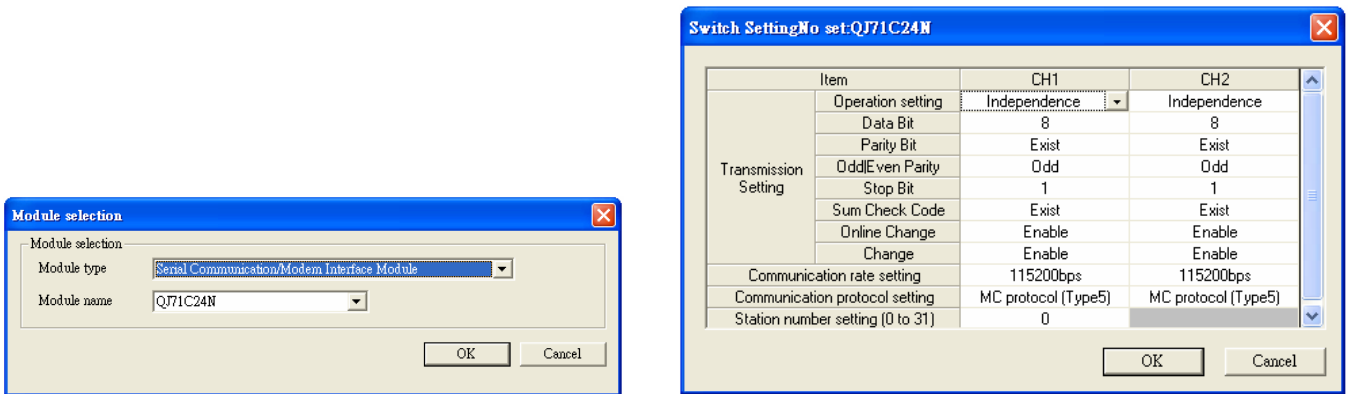 Module selection
Module selection
Module type Serial Communication/Modem Interface Module
Module name QJ71C24N
OK Cancel
Switch SettingNo set:QJ71C24N
Item CH1 CH2
Transmission Setting
Operation setting Independence Independence
Data Bit 8 8
Parity Bit Exist Exist
Odd|Even Parity Odd Odd
Stop Bit 1 1
Sum Check Code Exist Exist
Online Change Enable Enable
Change Enable Enable
Communication rate setting 115200bps 115200bps
Communication protocol setting MC protocol (Type5) MC protocol (Type5)
Station number setting (0 to 31) 0
OK Cancel